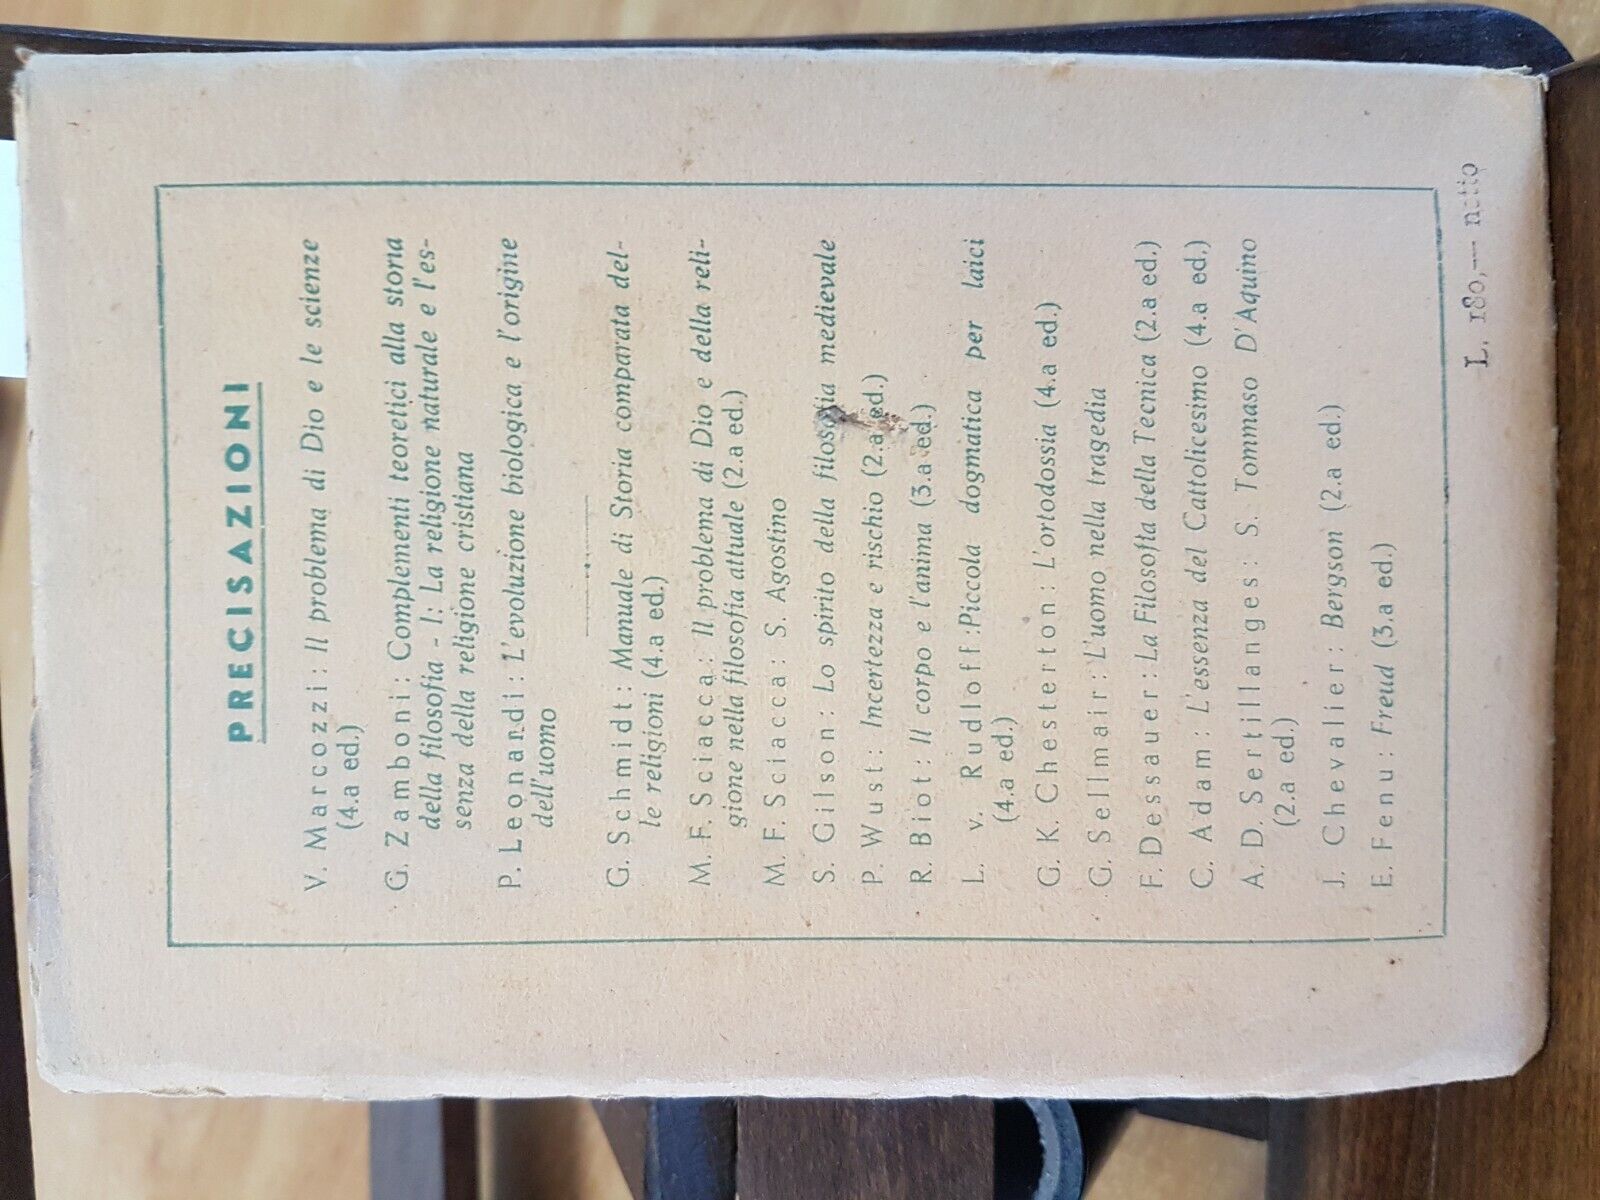 PRECISAZIONI
V. Marcozzi: Il problema di Dio e le scienze
(4.a ed.)
G. Zamboni: Complementi teoretici alla storia
della filosofia - I: La religione naturale e l'es-
senza della religione cristiana
P. Leonardi: L'evoluzione biologica e l'origine
dell'uomo
G. Schmidt: Manuale di Storia comparata del-
le religioni (4.a ed.)
M. F. Sciacca: Il problema di Dio e della reli-
gione nella filosofia attuale (2.a ed.)
M. F. Sciacca: S. Agostino
S. Gilson: Lo spirito della filosofia medievale
P. Wust: Incertezza e rischio (2.a ed.)
R. Biot: Il corpo e l'anima (3.a ed.)
L. v. Rudloff: Piccola dogmatica per laici
(4.a ed.)
G. K. Chesterton: L'ortodossia (4.a ed.)
G. Sellmair: L'uomo nella tragedia
F. Dessauer: La Filosofia della Tecnica (2.a ed.)
C. Adam: L'essenza del Cattolicesimo (4.a ed.)
A. D. Sertillanges: S. Tommaso D'Aquino
(2.a ed.)
J. Chevalier: Bergson (2.a ed.)
E. Fenu: Freud (3.a ed.)
L. 180,—